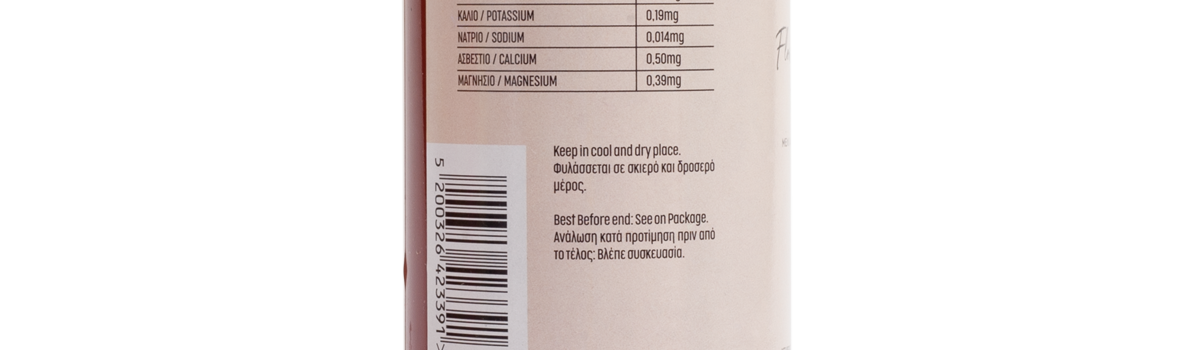 ΚΑΛΙΟ / POTASSIUM 0,19mg
ΝΑΤΡΙΟ / SODIUM 0,014mg
ΑΣΒΕΣΤΙΟ / CALCIUM 0,50mg
ΜΑΓΝΗΣΙΟ / MAGNESIUM 0,39mg
Keep in cool and dry place.
Φυλάσσεται σε σκιερό και δροσερό
μέρος.
Best Before end: See on Package.
Ανάλωση κατά προτίμηση πριν από
το τέλος: Βλέπε συσκευασία.
5 200326 423391 >